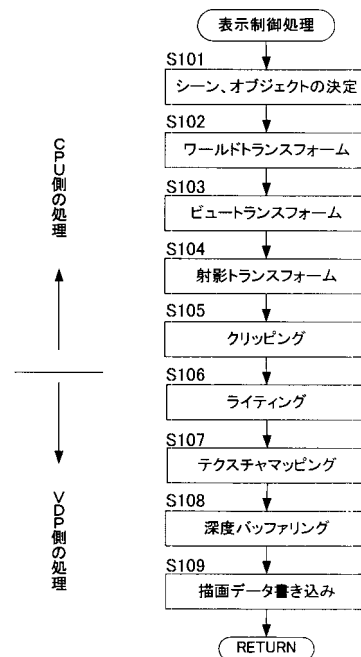 表示制御処理
S101
シーン、オブジェクトの決定
S102
ワールドトランスフォーム
S103
ビュートランスフォーム
S104
射影トランスフォーム
S105
クリッピング
S106
ライティング
S107
テクスチャマッピング
S108
深度バッファリング
S109
描画データ書き込み
RETURN
CPU側の処理
VDP側の処理